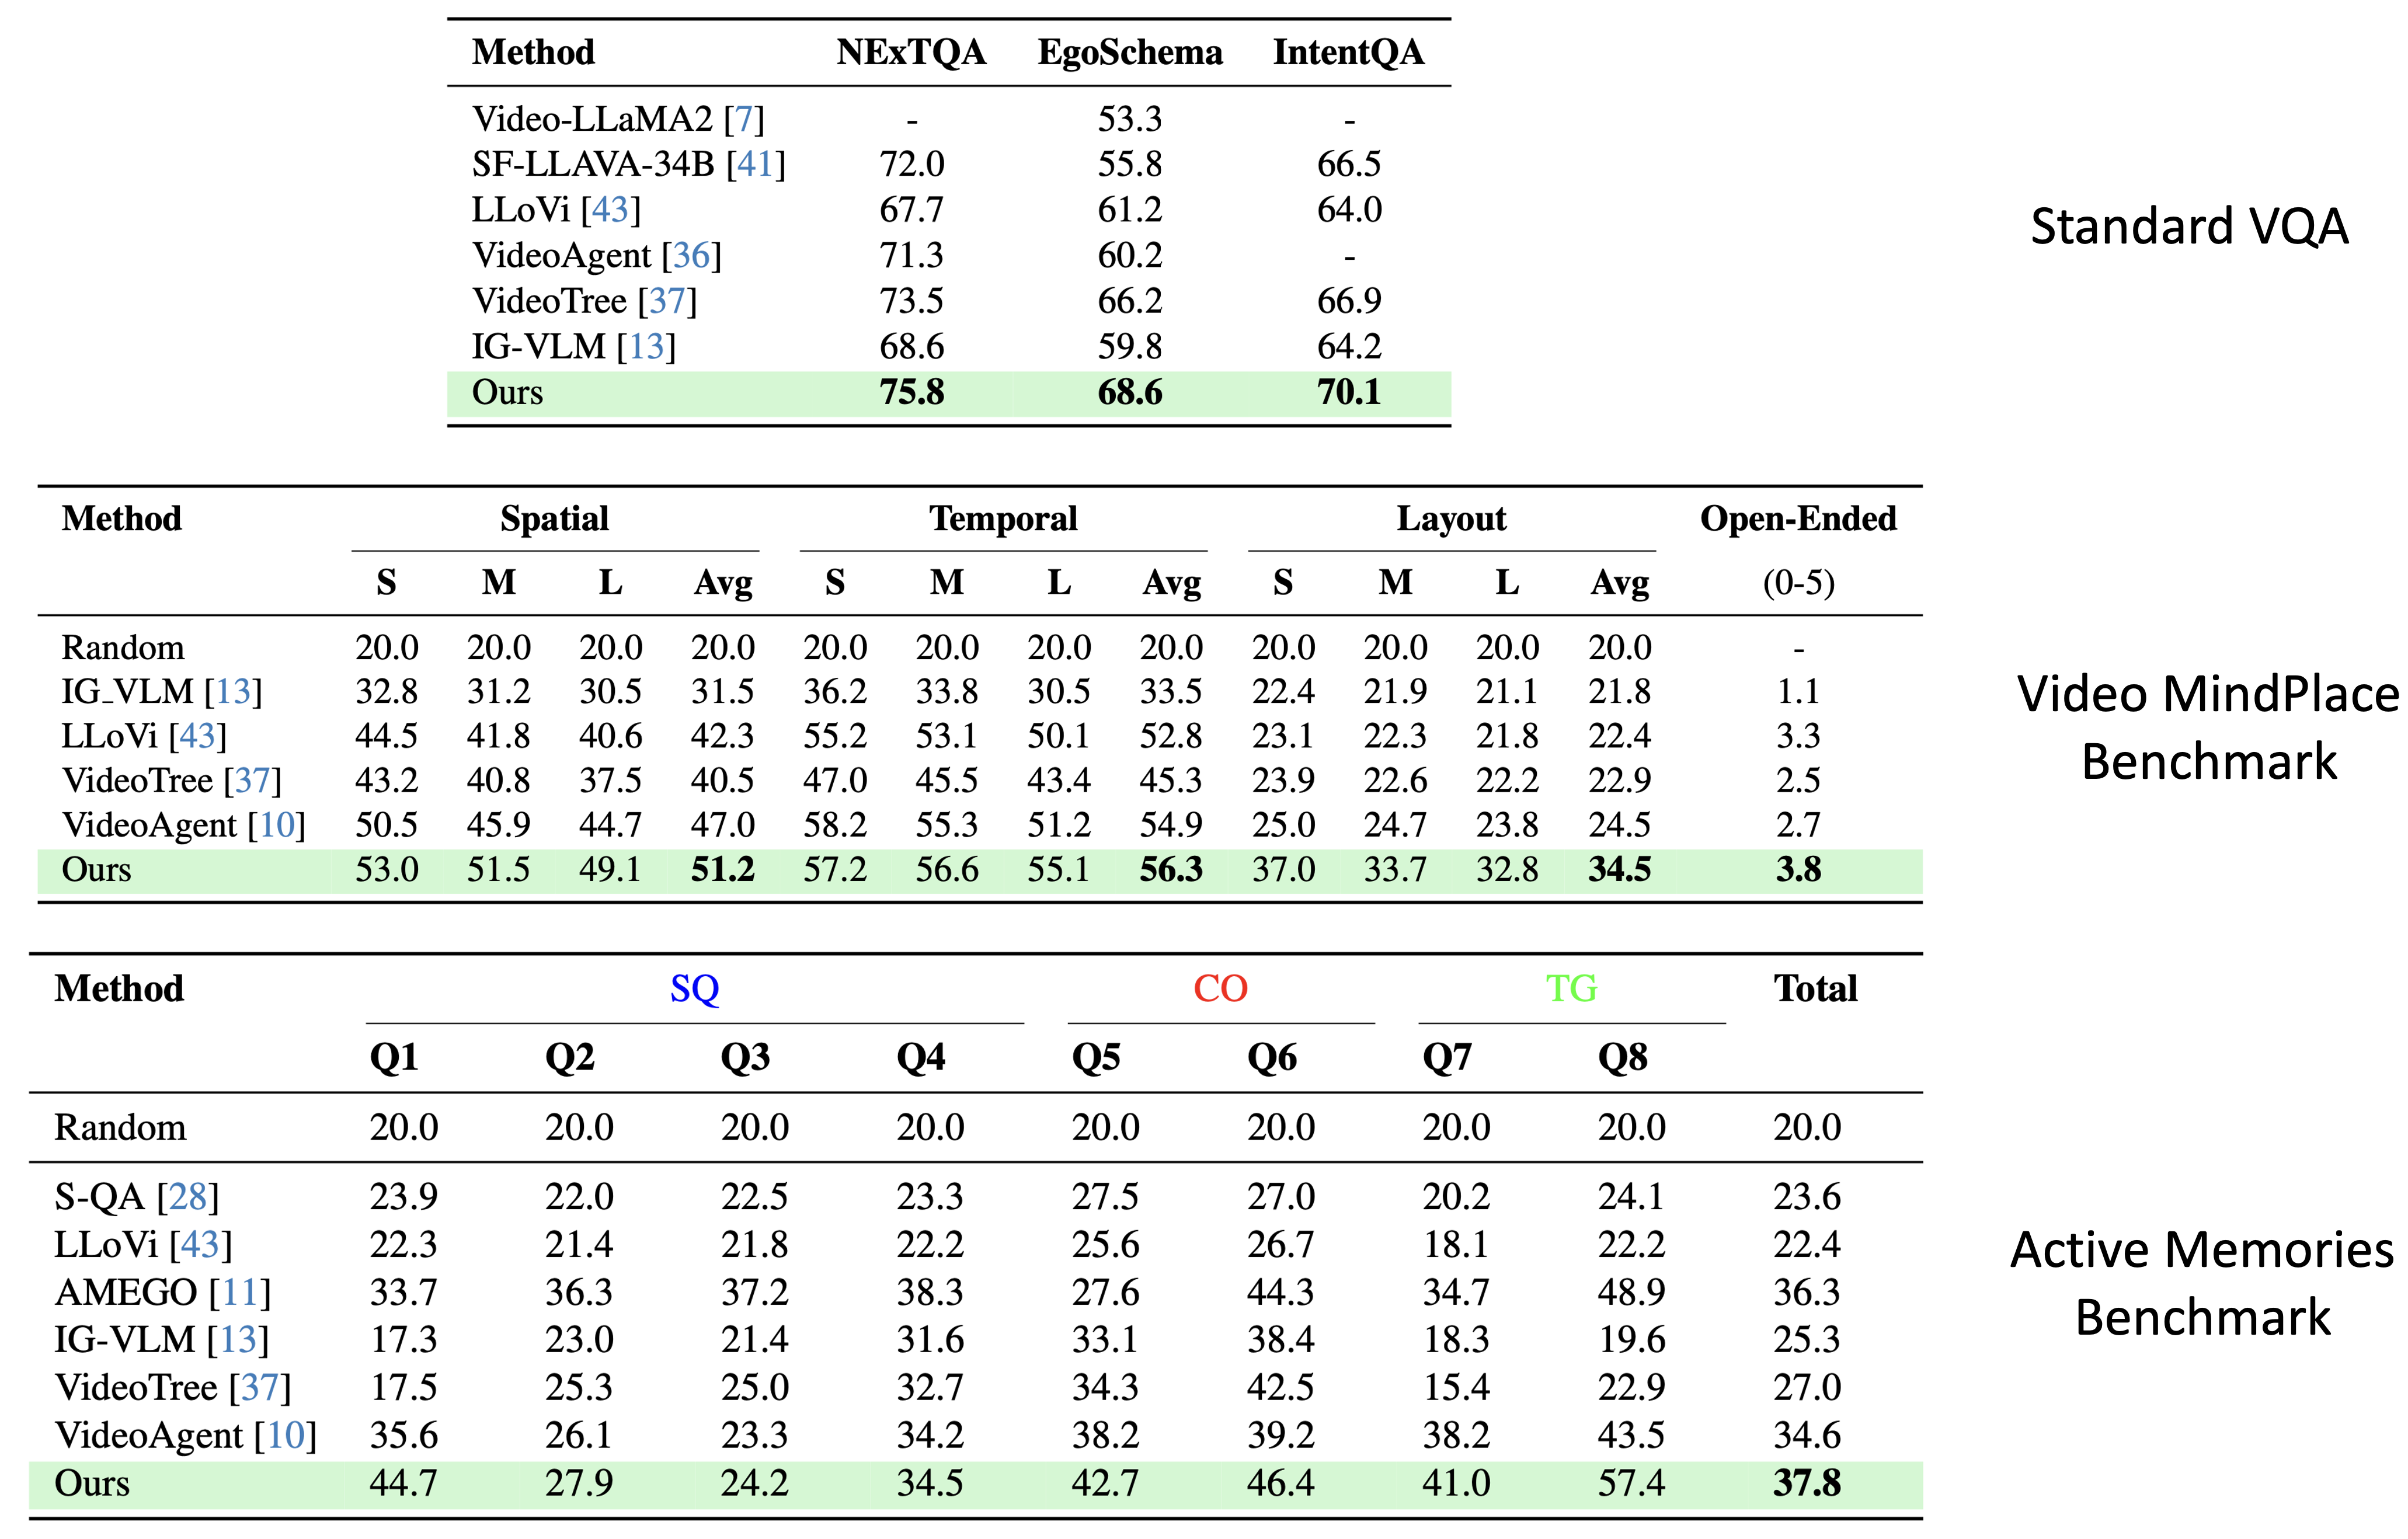 Method NExTQA EgoSchema IntentQA
Video-LLaMA2 [7] - 53.3 -
SF-LLAVA-34B [41] 72.0 55.8 66.5
LLoVi [43] 67.7 61.2 64.0
VideoAgent [36] 71.3 60.2 -
VideoTree [37] 73.5 66.2 66.9
IG-VLM [13] 68.6 59.8 64.2
Ours 75.8 68.6 70.1
Standard VQA
Method Spatial Temporal Layout Open-Ended
S M L Avg S M L Avg S M L Avg (0-5)
Random 20.0 20.0 20.0 20.0 20.0 20.0 20.0 20.0 20.0 20.0 20.0 20.0 -
IG_VLM [13] 32.8 31.2 30.5 31.5 36.2 33.8 30.5 33.5 22.4 21.9 21.1 21.8 1.1
LLoVi [43] 44.5 41.8 40.6 42.3 55.2 53.1 50.1 52.8 23.1 22.3 21.8 22.4 3.3
VideoTree [37] 43.2 40.8 37.5 40.5 47.0 45.5 43.4 45.3 23.9 22.6 22.2 22.9 2.5
VideoAgent [10] 50.5 45.9 44.7 47.0 58.2 55.3 51.2 54.9 25.0 24.7 23.8 24.5 2.7
Ours 53.0 51.5 49.1 51.2 57.2 56.6 55.1 56.3 37.0 33.7 32.8 34.5 3.8
Video MindPlace
Benchmark
Method SQ CO TG Total
Q1 Q2 Q3 Q4 Q5 Q6 Q7 Q8
Random 20.0 20.0 20.0 20.0 20.0 20.0 20.0 20.0 20.0
S-QA [28] 23.9 22.0 22.5 23.3 27.5 27.0 20.2 24.1 23.6
LLoVi [43] 22.3 21.4 21.8 22.2 25.6 26.7 18.1 22.2 22.4
AMEGO [11] 33.7 36.3 37.2 38.3 27.6 44.3 34.7 48.9 36.3
IG-VLM [13] 17.3 23.0 21.4 31.6 33.1 38.4 18.3 19.6 25.3
VideoTree [37] 17.5 25.3 25.0 32.7 34.3 42.5 15.4 22.9 27.0
VideoAgent [10] 35.6 26.1 23.3 34.2 38.2 39.2 38.2 43.5 34.6
Ours 44.7 27.9 24.2 34.5 42.7 46.4 41.0 57.4 37.8
Active Memories
Benchmark